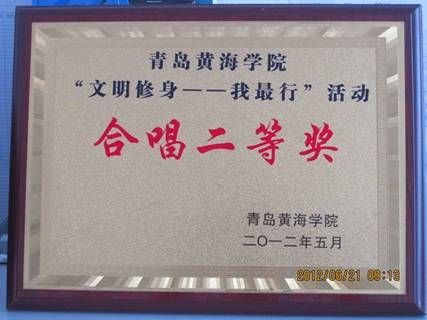 青岛黄海学院
“文明修身——我最行”活动
合唱二等奖
青岛黄海学院
二〇一二年五月
2012/06/21 09:13